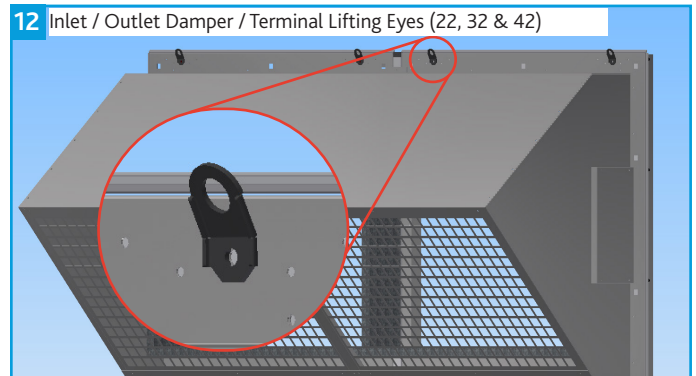 12 Inlet / Outlet Damper / Terminal Lifting Eyes (22, 32 & 42)